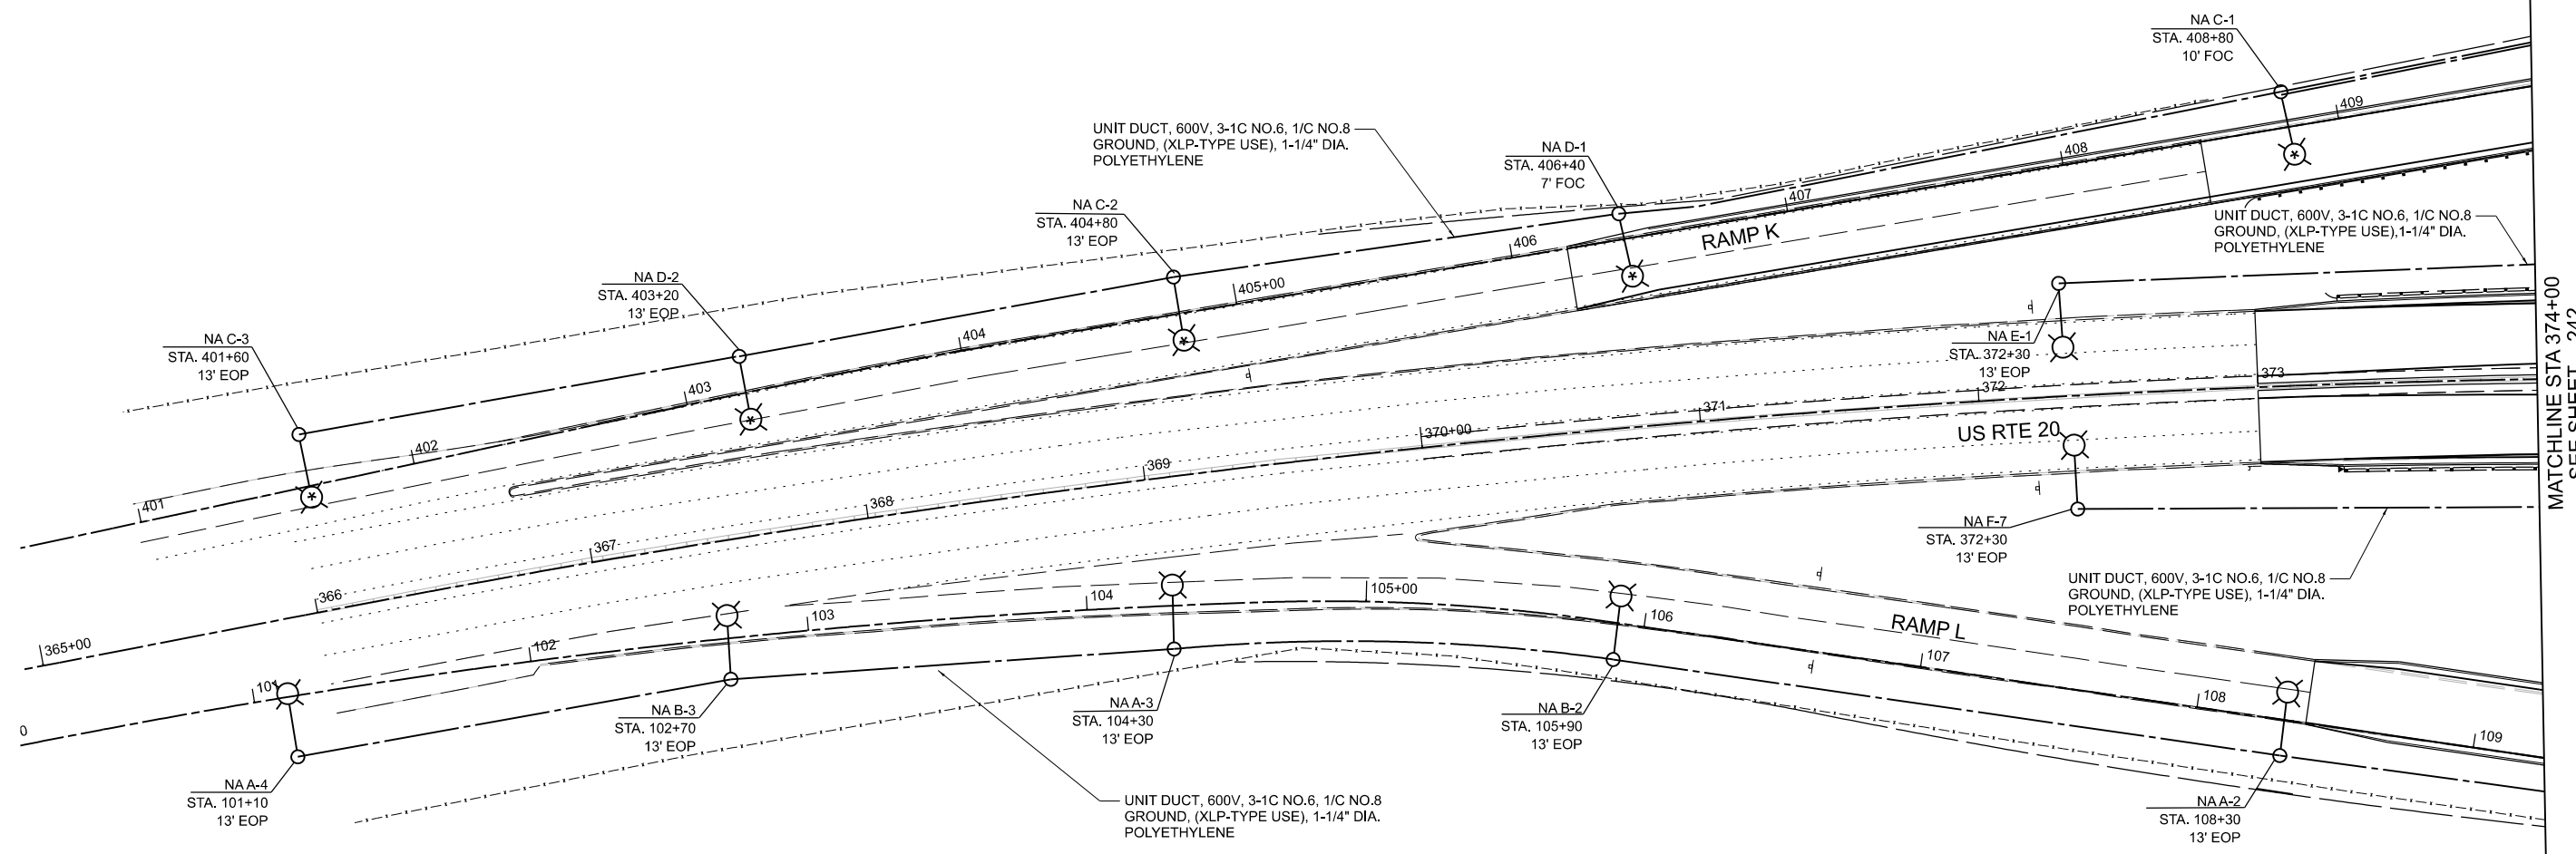 NA C-1
STA. 408+80
10' FOC
409
UNIT DUCT, 600V, 3-1C NO.6, 1/C NO.8
GROUND, (XLP-TYPE USE), 1-1/4" DIA.
POLYETHYLENE
NA D-1
STA. 406+40
7' FOC
408
407
NA C-2
STA. 404+80
13' EOP
406
RAMP K
UNIT DUCT, 600V, 3-1C NO.6, 1/C NO.8
GROUND, (XLP-TYPE USE),1-1/4" DIA.
POLYETHYLENE
NA D-2
STA. 403+20
13' EOP
405+00
404
NA C-3
STA. 401+60
13' EOP
403
402
401
NA E-1
STA. 372+30
13' EOP
373
372
371
370+00
369
368
367
366
365+00
US RTE 20
MATCHLINE STA 374+00
SEE SHEET 242
NA F-7
STA. 372+30
13' EOP
UNIT DUCT, 600V, 3-1C NO.6, 1/C NO.8
GROUND, (XLP-TYPE USE), 1-1/4" DIA.
POLYETHYLENE
0
101
102
103
104
105+00
106
RAMP L
107
108
109
NA A-4
STA. 101+10
13' EOP
NA B-3
STA. 102+70
13' EOP
NA A-3
STA. 104+30
13' EOP
NA B-2
STA. 105+90
13' EOP
NA A-2
STA. 108+30
13' EOP
UNIT DUCT, 600V, 3-1C NO.6, 1/C NO.8
GROUND, (XLP-TYPE USE), 1-1/4" DIA.
POLYETHYLENE